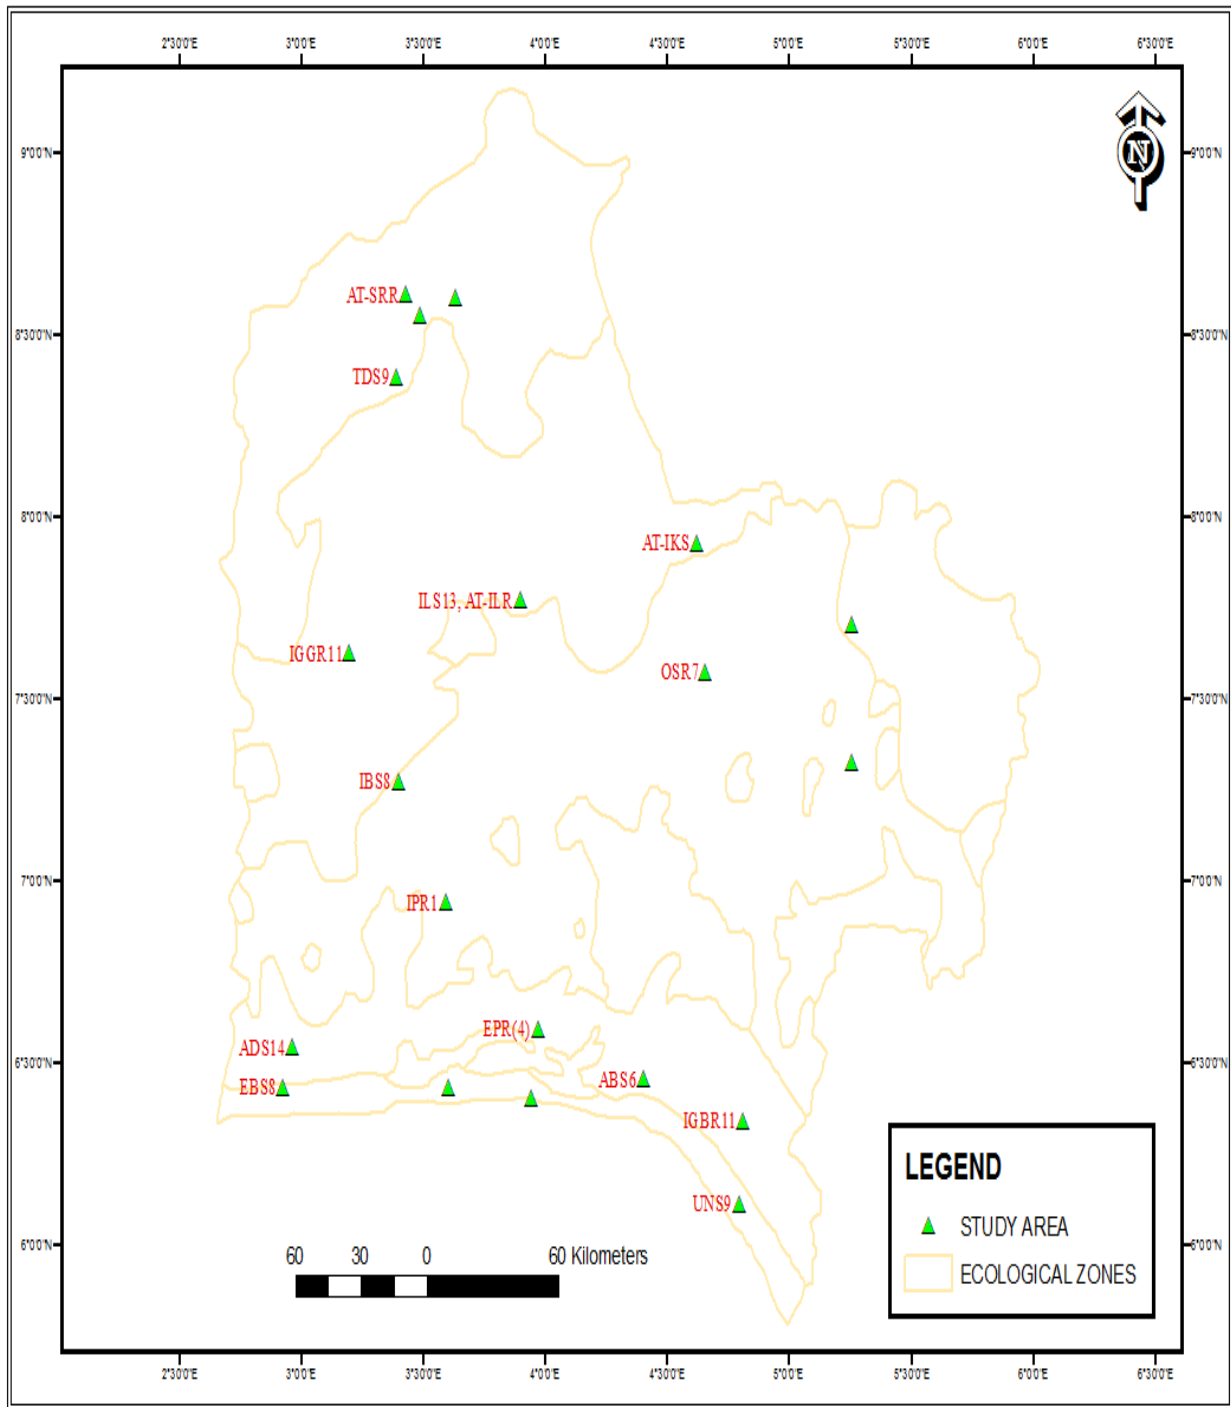 2°30'0"E 3°0'0"E 3°30'0"E 4°0'0"E 4°30'0"E 5°0'0"E 5°30'0"E 6°0'0"E 6°30'0"E
N
9°0'0"N 9°0'0"N
AT-SRR
8°30'0"N 8°30'0"N
TDS9
8°0'0"N 8°0'0"N
AT-IKS
ILS13, AT-ILR
IGGR11
OSR7
7°30'0"N 7°30'0"N
IBS8
7°0'0"N 7°0'0"N
IPR1
EPR(4)
ADS14
6°30'0"N 6°30'0"N
EBS8
ABS6
IGBR11
LEGEND
UNS9
STUDY AREA
6°0'0"N 6°0'0"N
60 30 0 60 Kilometers
ECOLOGICAL ZONES
2°30'0"E 3°0'0"E 3°30'0"E 4°0'0"E 4°30'0"E 5°0'0"E 5°30'0"E 6°0'0"E 6°30'0"E